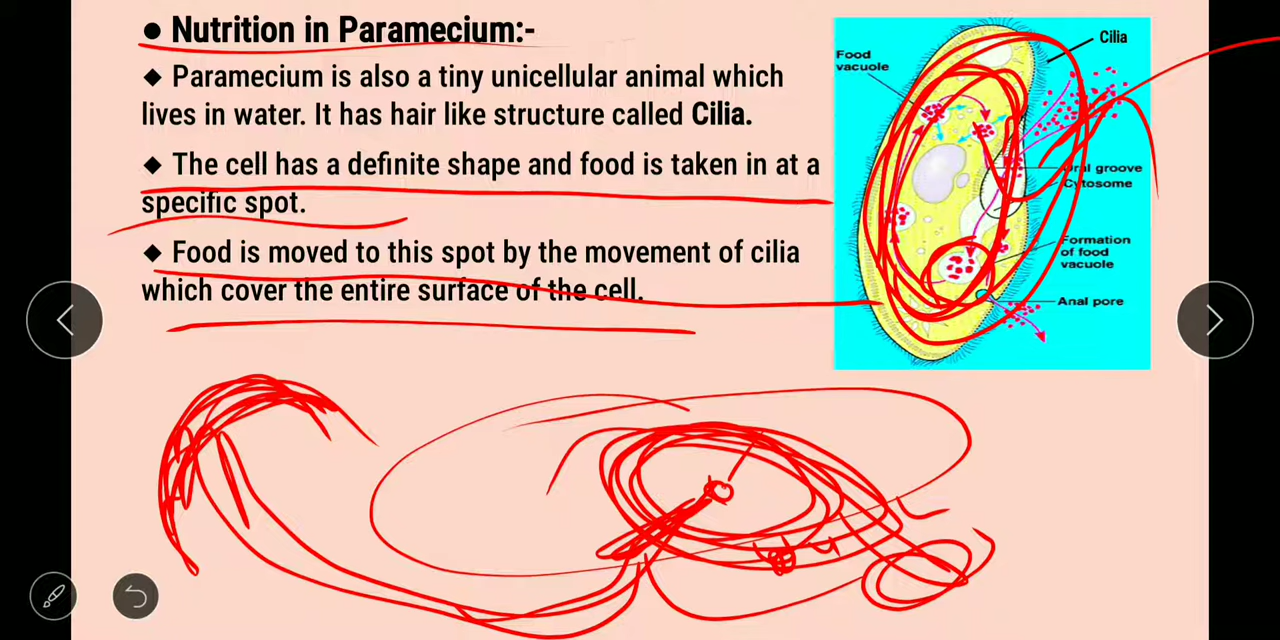 ● Nutrition in Paramecium:-
◆ Paramecium is also a tiny unicellular animal which
lives in water. It has hair like structure called Cilia.
◆ The cell has a definite shape and food is taken in at a
specific spot.
◆ Food is moved to this spot by the movement of cilia
which cover the entire surface of the cell.
Cilia
Food
vacuole
Oral groove
Cytosome
Formation
of food
vacuole
Anal pore